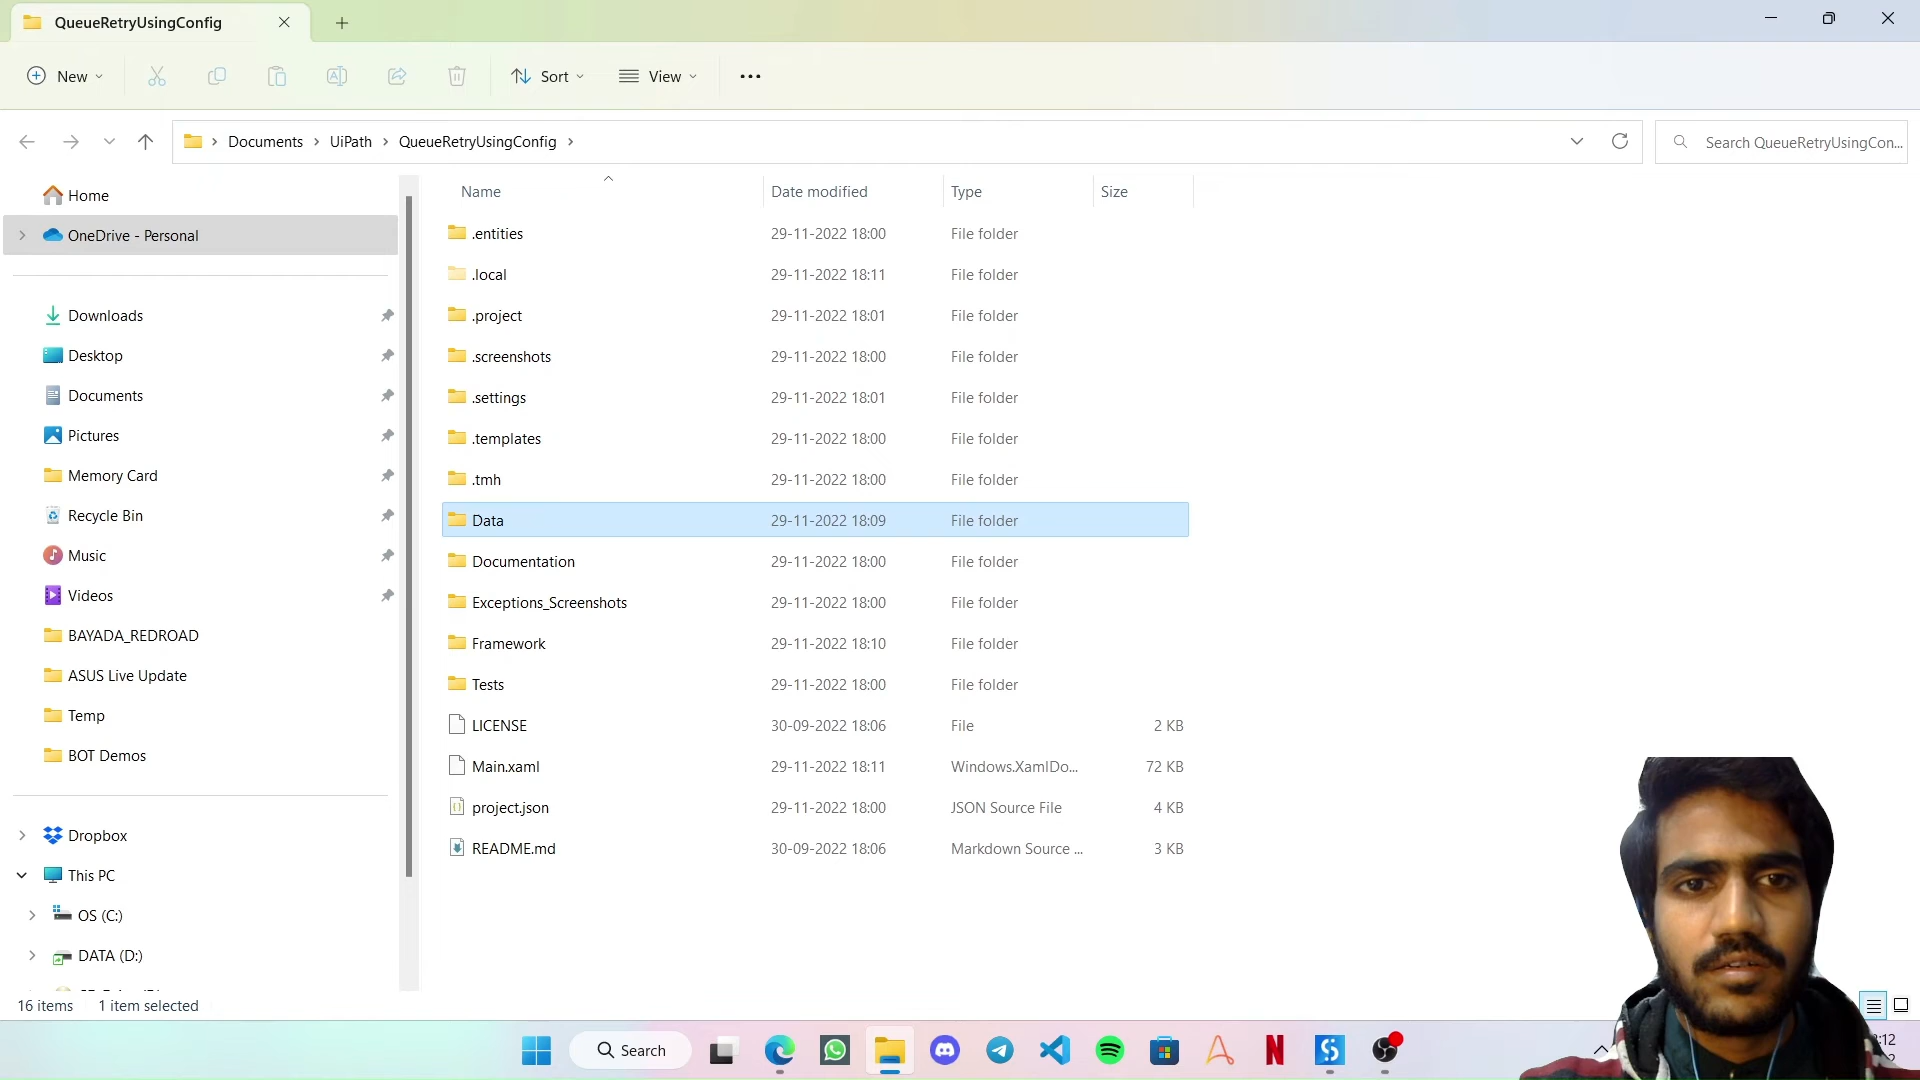 QueueRetryUsingConfig
New
Sort
View
Documents
UiPath
QueueRetryUsingConfig
Search QueueRetryUsingCon...
Home
OneDrive - Personal
Downloads
Desktop
Documents
Pictures
Memory Card
Recycle Bin
Music
Videos
BAYADA_REDROAD
ASUS Live Update
Temp
BOT Demos
Dropbox
This PC
OS (C:)
DATA (D:)
Name Date modified Type Size
.entities 29-11-2022 18:00 File folder
.local 29-11-2022 18:11 File folder
.project 29-11-2022 18:01 File folder
.screenshots 29-11-2022 18:00 File folder
.settings 29-11-2022 18:01 File folder
.templates 29-11-2022 18:00 File folder
.tmh 29-11-2022 18:00 File folder
Data 29-11-2022 18:09 File folder
Documentation 29-11-2022 18:00 File folder
Exceptions_Screenshots 29-11-2022 18:00 File folder
Framework 29-11-2022 18:10 File folder
Tests 29-11-2022 18:00 File folder
LICENSE 30-09-2022 18:06 File 2 KB
Main.xaml 29-11-2022 18:11 Windows.XamlDo... 72 KB
project.json 29-11-2022 18:00 JSON Source File 4 KB
README.md 30-09-2022 18:06 Markdown Source ... 3 KB
16 items 1 item selected
Search
:12